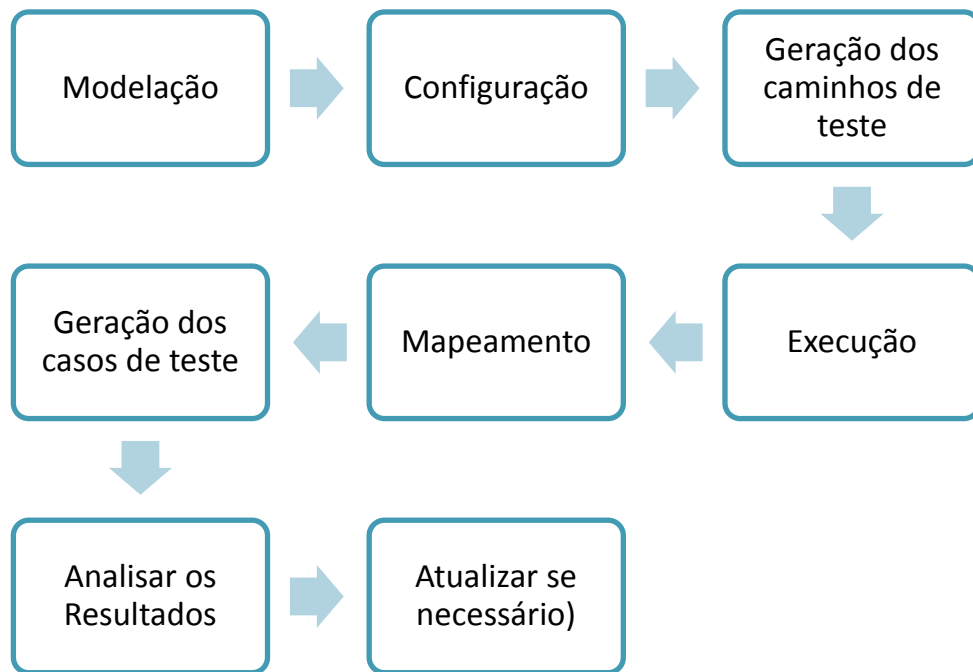 Modelação
Configuração
Geração dos
caminhos de
teste
Execução
Mapeamento
Geração dos
casos de teste
Analisar os
Resultados
Atualizar se
necessário)